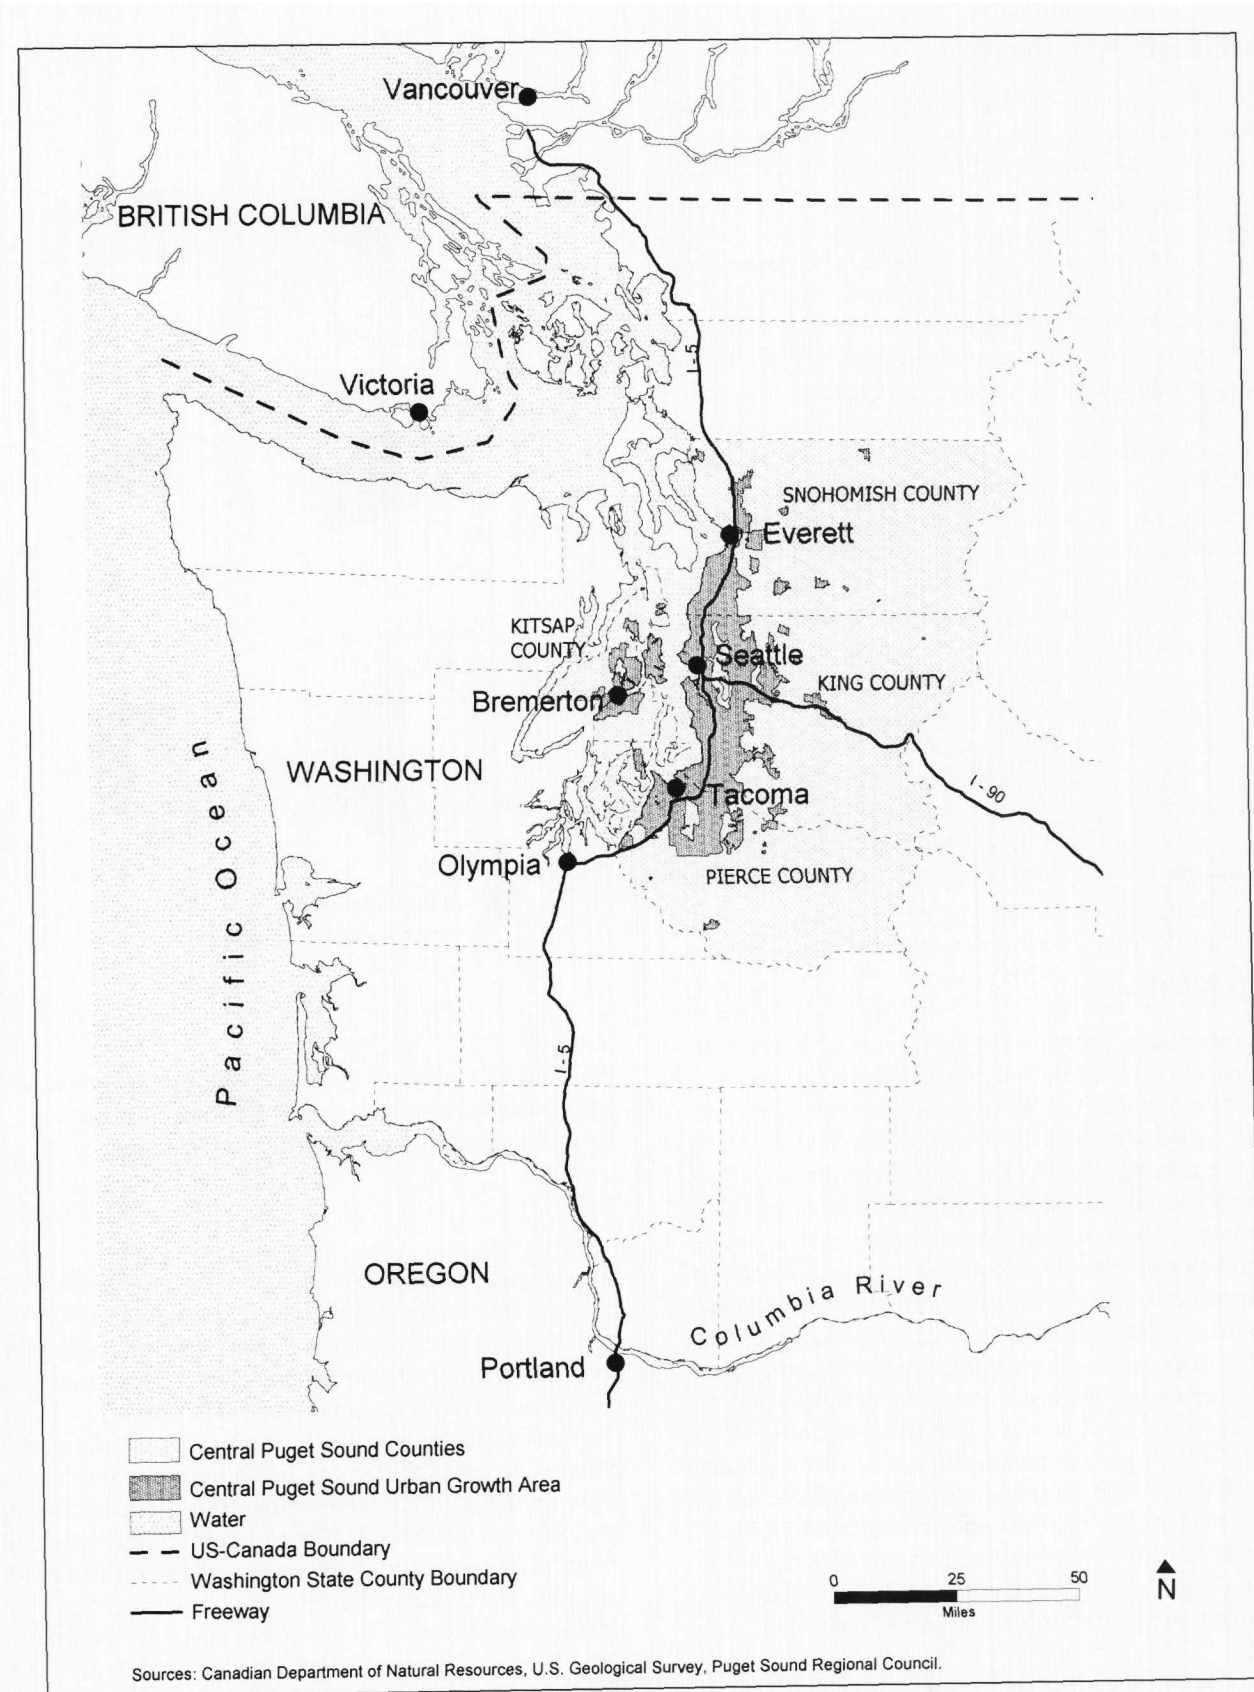 Vancouver
BRITISH COLUMBIA
I-5
Victoria
SNOHOMISH COUNTY
Everett
KITSAP
COUNTY
Seattle
KING COUNTY
Bremerton
WASHINGTON
I-90
Tacoma
Olympia
PIERCE COUNTY
Pacific Ocean
I-5
OREGON
Columbia River
Portland
Central Puget Sound Counties
Central Puget Sound Urban Growth Area
Water
US-Canada Boundary
Washington State County Boundary
Freeway
0 25 50
Miles
N
Sources: Canadian Department of Natural Resources, U.S. Geological Survey, Puget Sound Regional Council.